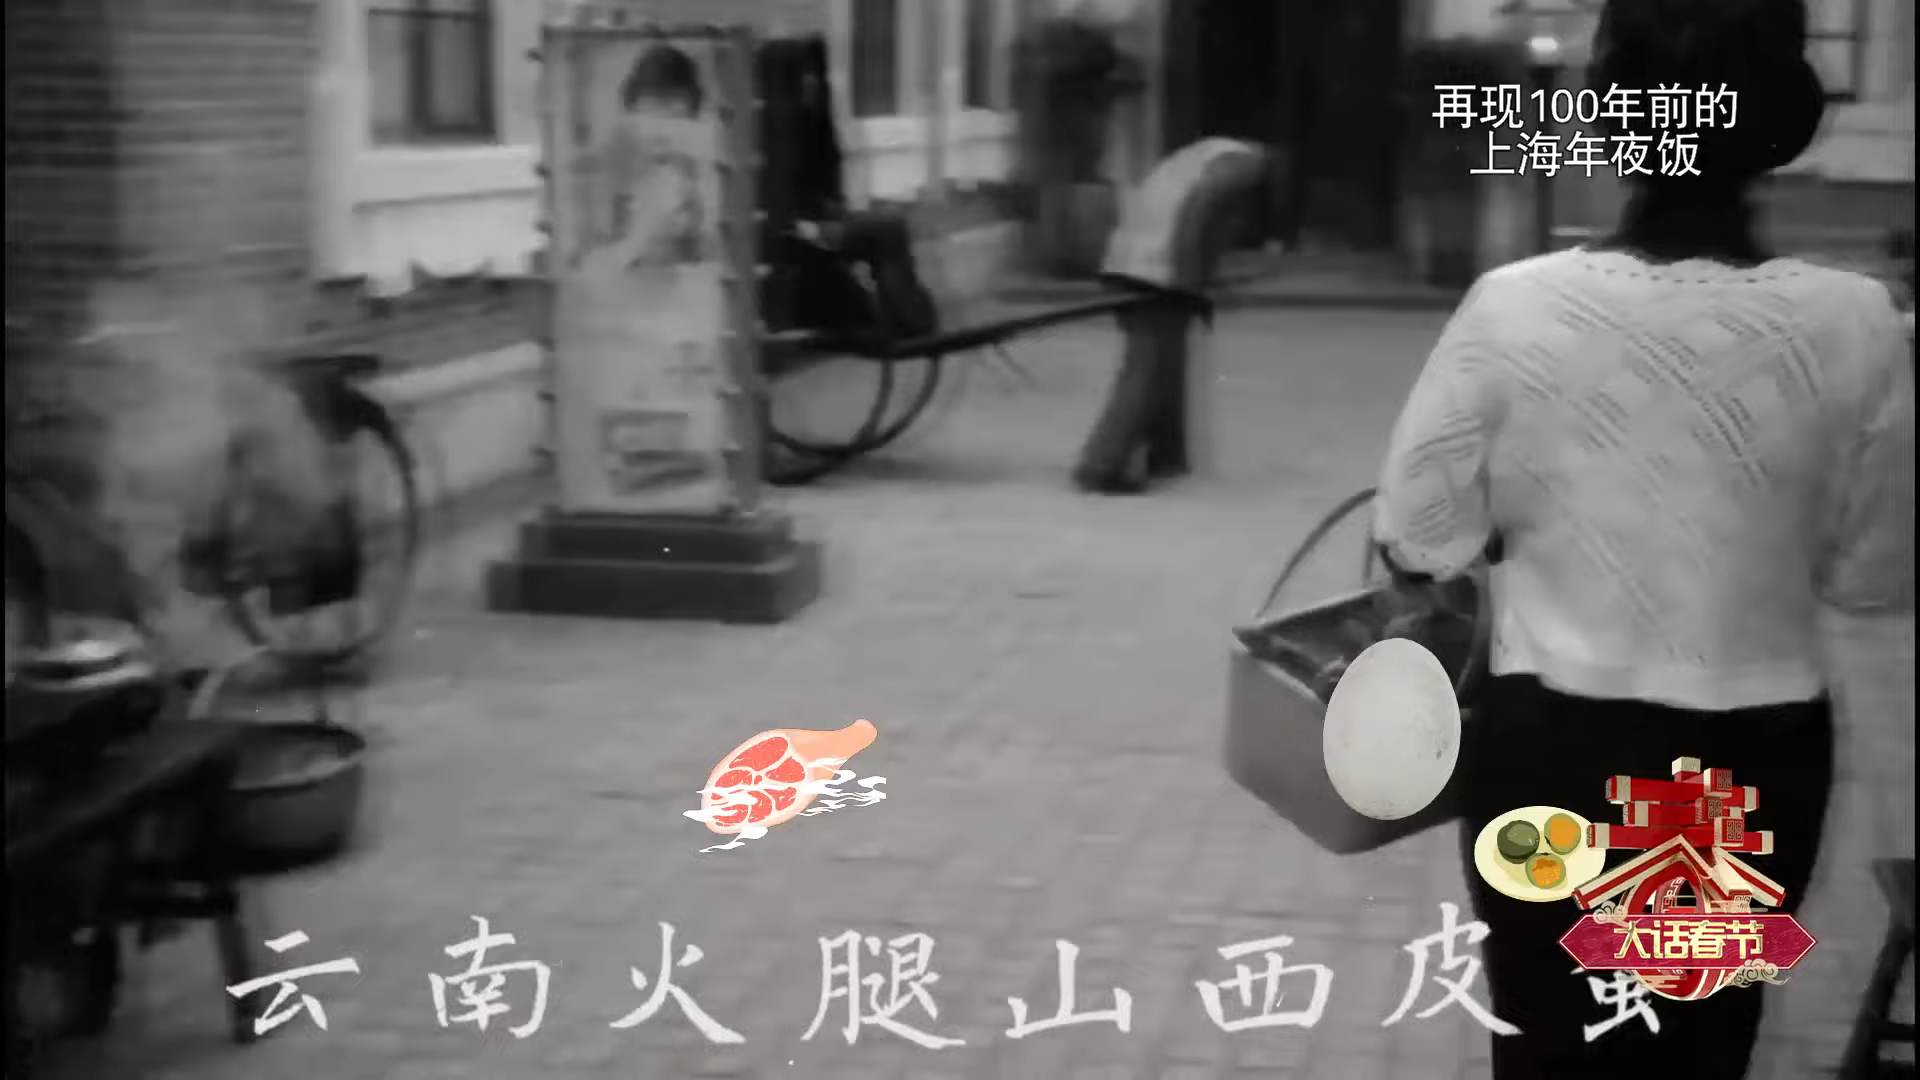 再现100年前的
上海年夜饭
大话春节
云南火腿山西皮蛋